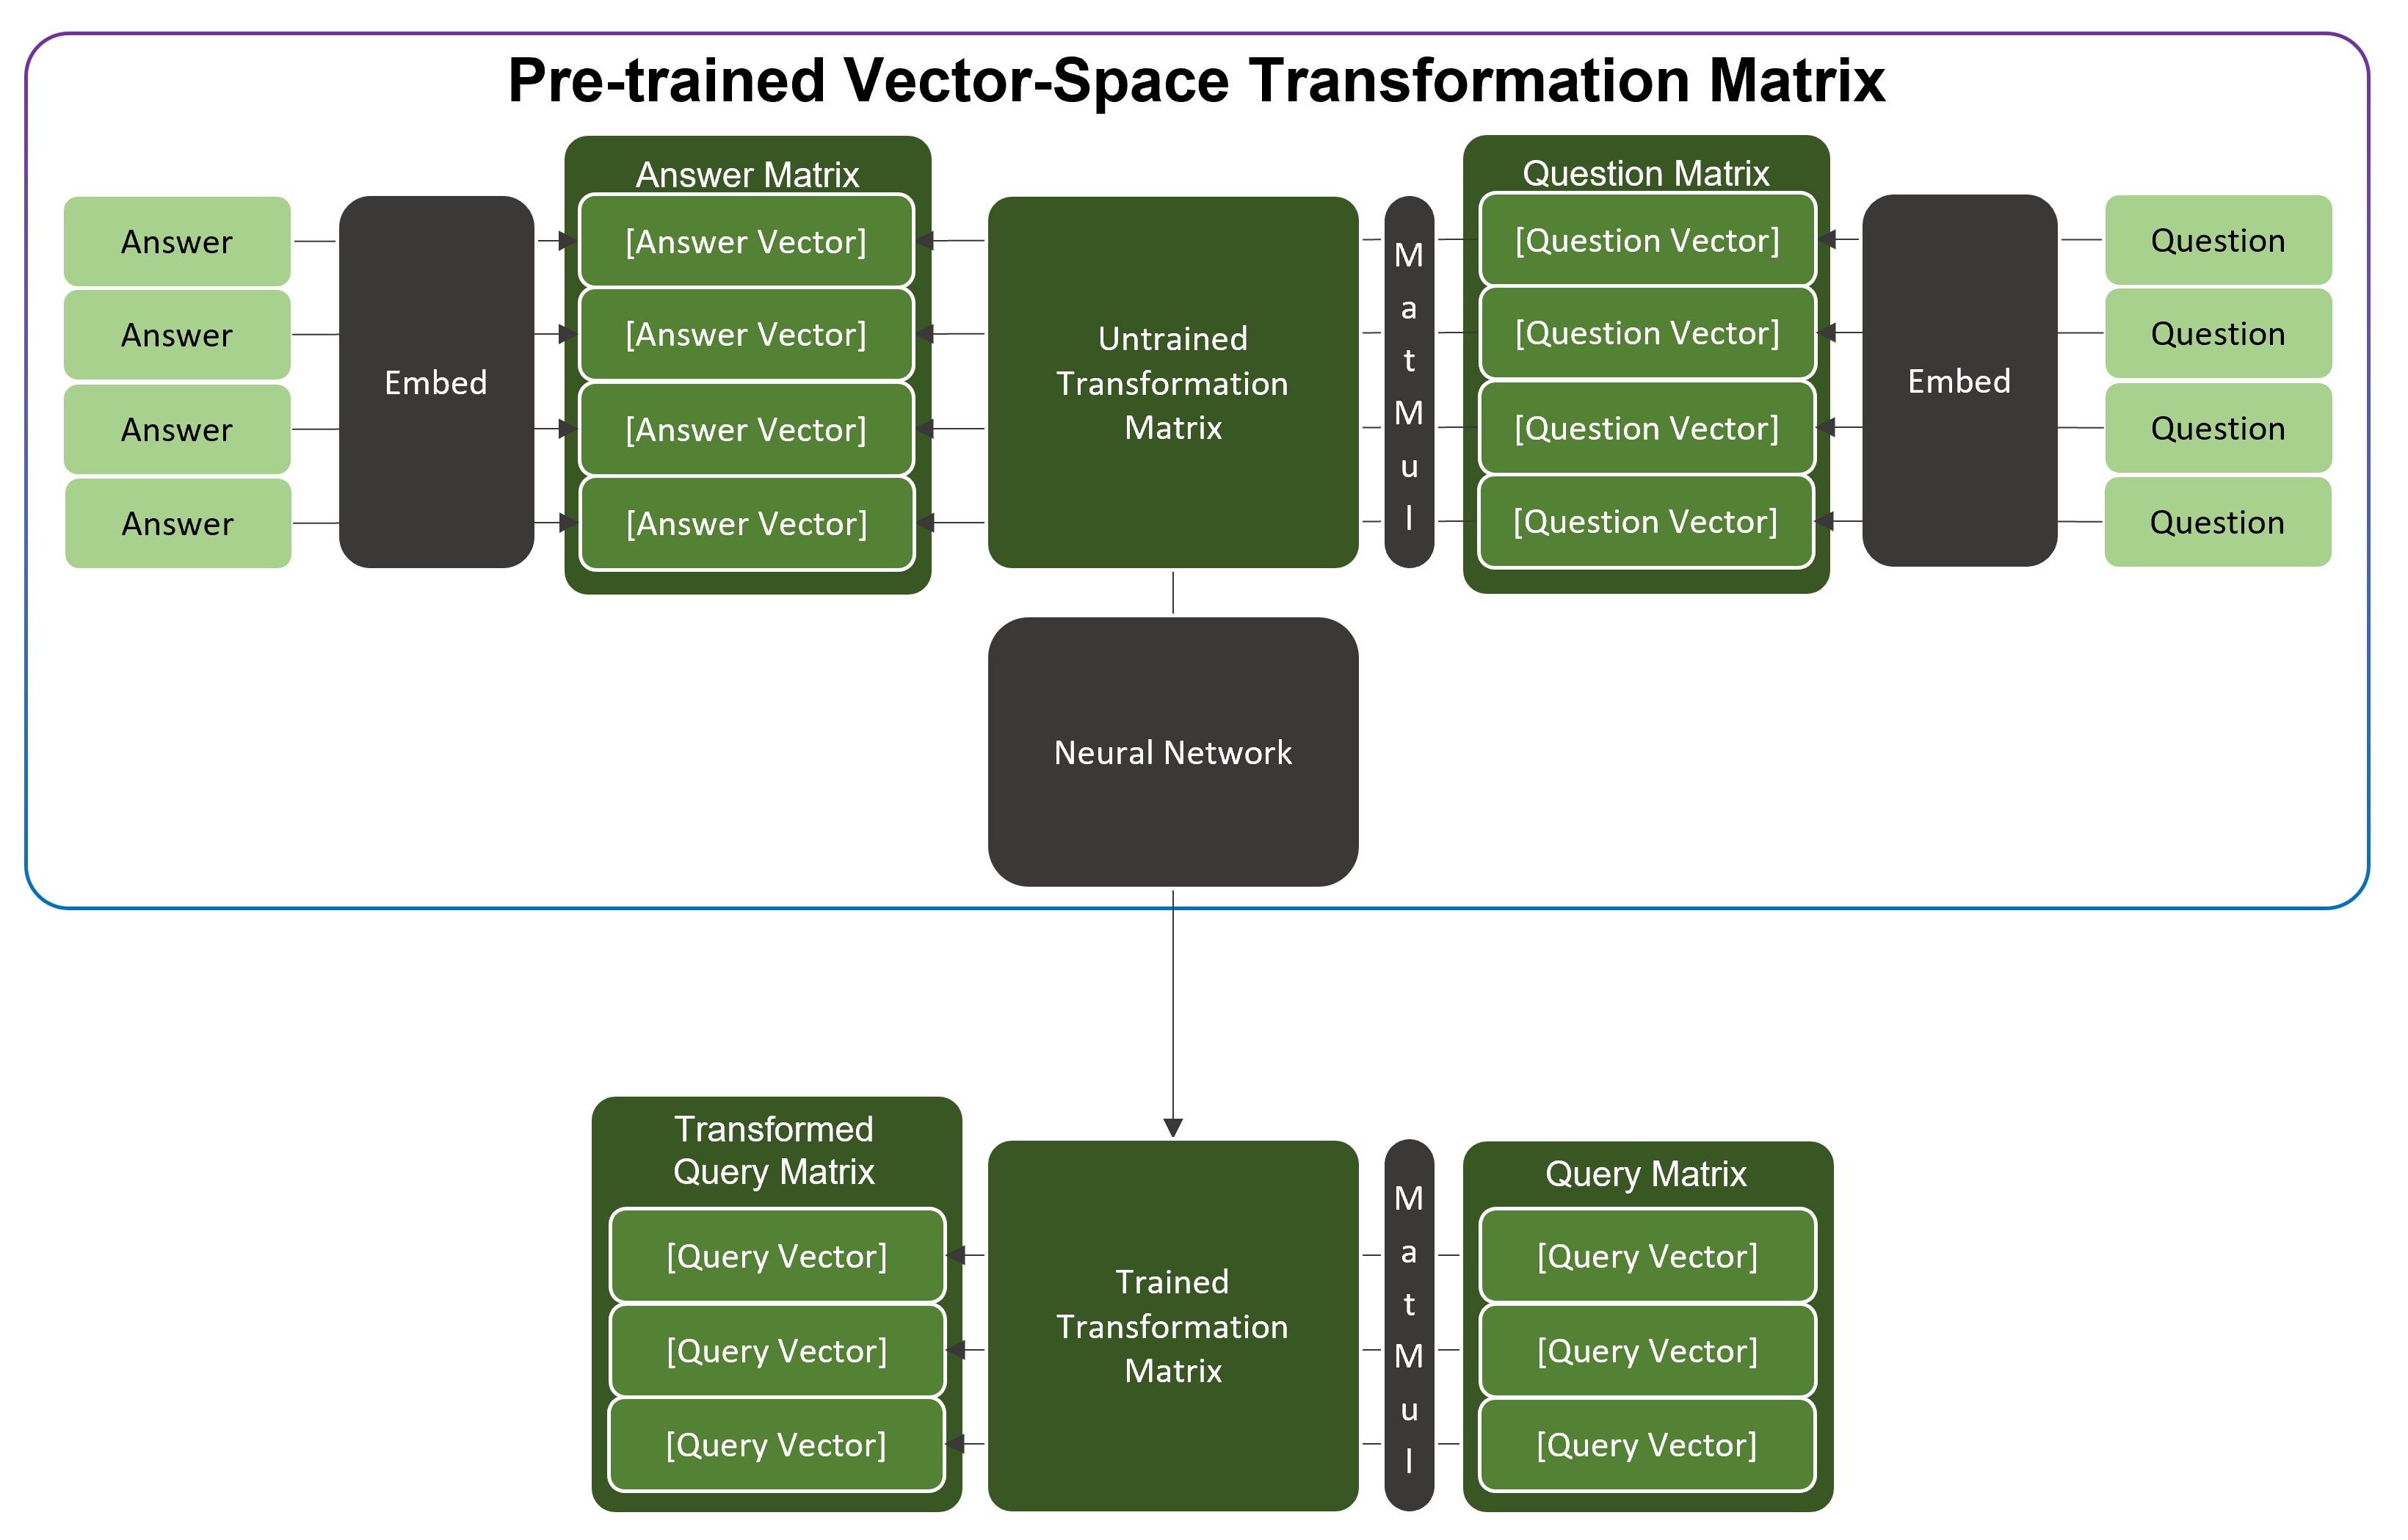 Pre-trained Vector-Space Transformation Matrix
Answer
Answer
Answer
Answer
Embed
Answer Matrix
[Answer Vector]
[Answer Vector]
[Answer Vector]
[Answer Vector]
Untrained
Transformation
Matrix
MatMul
Question Matrix
[Question Vector]
[Question Vector]
[Question Vector]
[Question Vector]
Embed
Question
Question
Question
Question
Neural Network
Transformed
Query Matrix
[Query Vector]
[Query Vector]
[Query Vector]
Trained
Transformation
Matrix
MatMul
Query Matrix
[Query Vector]
[Query Vector]
[Query Vector]